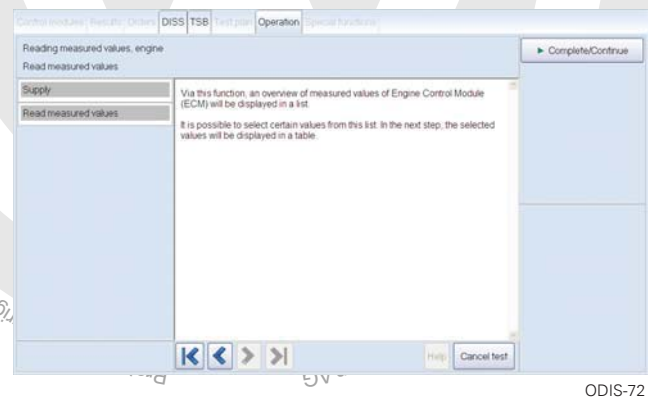 Control modules Results Orders DISS TSB Test plan Operation Special functions
Reading measured values, engine
Read measured values
Complete/Continue
Supply
Read measured values
Via this function, an overview of measured values of Engine Control Module
(ECM) will be displayed in a list.
It is possible to select certain values from this list. In the next step, the selected
values will be displayed in a table.
Help
Cancel test
ODIS-72